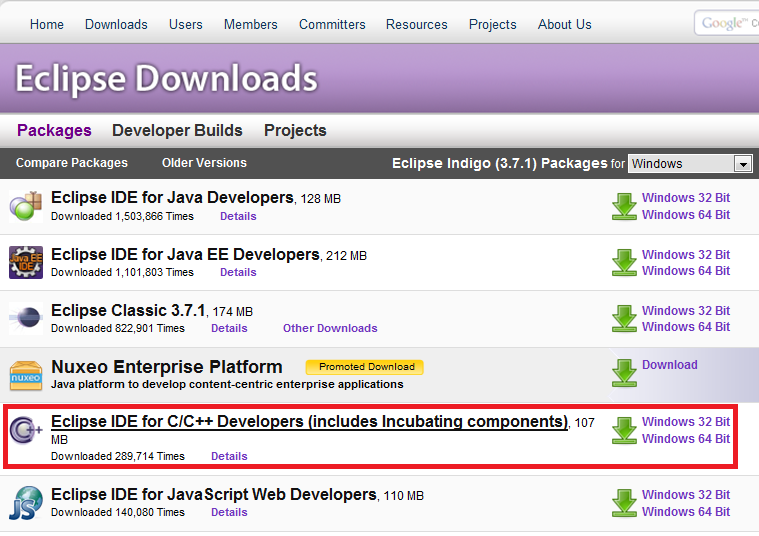 Home Downloads Users Members Committers Resources Projects About Us Google™
Eclipse Downloads
Packages Developer Builds Projects
Compare Packages Older Versions Eclipse Indigo (3.7.1) Packages for Windows
Eclipse IDE for Java Developers, 128 MB Windows 32 Bit
Downloaded 1,503,866 Times Details Windows 64 Bit
Java EE IDE
Eclipse IDE for Java EE Developers, 212 MB Windows 32 Bit
Downloaded 1,101,803 Times Details Windows 64 Bit
Eclipse Classic 3.7.1, 174 MB Windows 32 Bit
Downloaded 822,901 Times Details Other Downloads Windows 64 Bit
nuxeo
Nuxeo Enterprise Platform Promoted Download Download
Java platform to develop content-centric enterprise applications
C++
Eclipse IDE for C/C++ Developers (includes Incubating components), 107 Windows 32 Bit
MB Windows 64 Bit
Downloaded 289,714 Times Details
JS
Eclipse IDE for JavaScript Web Developers, 110 MB Windows 32 Bit
Downloaded 140,080 Times Details Windows 64 Bit